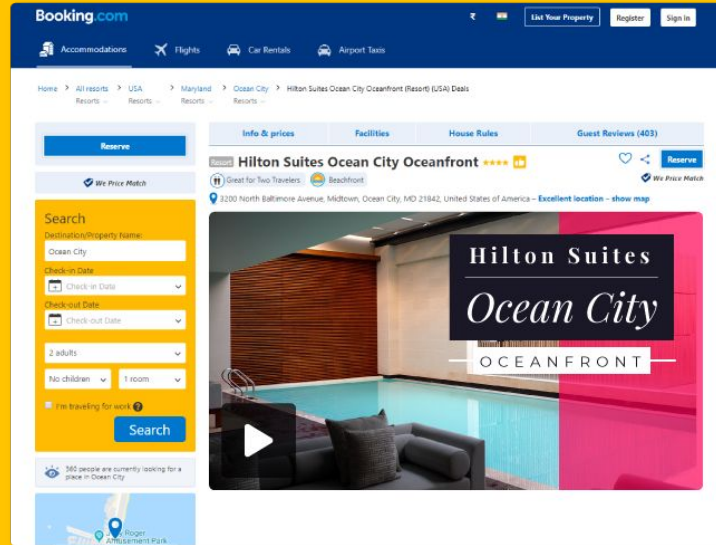 Booking.com
₹
List Your Property
Register
Sign in
Accommodations
Flights
Car Rentals
Airport Taxis
Home > All resorts > USA > Maryland > Ocean City > Hilton Suites Ocean City Oceanfront (Resort) (USA) Deals
Resorts Resorts Resorts Resorts
Reserve
We Price Match
Search
Destination/Property Name:
Ocean City
Check-in Date
Check-in Date
Check-out Date
Check-out Date
2 adults
No children
1 room
I'm traveling for work ?
Search
360 people are currently looking for a
place in Ocean City
Roger
Amusement Park
Info & prices
Facilities
House Rules
Guest Reviews (403)
Resort Hilton Suites Ocean City Oceanfront
Reserve
Great for Two Travelers
Beachfront
We Price Match
3200 North Baltimore Avenue, Midtown, Ocean City, MD 21842, United States of America – Excellent location - show map
Hilton Suites
Ocean City
OCEANFRONT